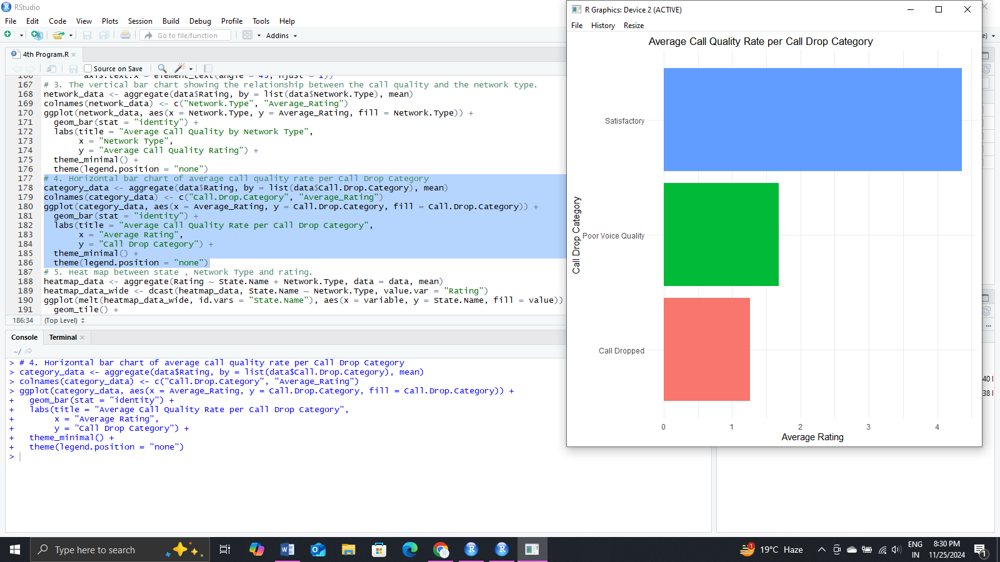 RStudio
File Edit Code View Plots Session Build Debug Profile Tools Help
Go to file/function
Addins
4th Program.R
Source on Save
167 # 3. The vertical bar chart showing the relationship between the call quality and the network type.
168 network_data <- aggregate(data$Rating, by = list(data$Network.Type), mean)
169 colnames(network_data) <- c("Network.Type", "Average_Rating")
170 ggplot(network_data, aes(x = Network.Type, y = Average_Rating, fill = Network.Type)) +
171 geom_bar(stat = "identity") +
172 labs(title = "Average Call Quality by Network Type",
173 x = "Network Type",
174 y = "Average Call Quality Rating") +
175 theme_minimal() +
176 theme(legend.position = "none")
177 # 4. Horizontal bar chart of average call quality rate per Call Drop Category
178 category_data <- aggregate(data$Rating, by = list(data$Call.Drop.Category), mean)
179 colnames(category_data) <- c("Call.Drop.Category", "Average_Rating")
180 ggplot(category_data, aes(x = Average_Rating, y = Call.Drop.Category, fill = Call.Drop.Category)) +
181 geom_bar(stat = "identity") +
182 labs(title = "Average Call Quality Rate per Call Drop Category",
183 x = "Average Rating",
184 y = "Call Drop Category") +
185 theme_minimal() +
186 theme(legend.position = "none")
187 # 5. Heat map between state , Network Type and rating.
188 heatmap_data <- aggregate(Rating ~ State.Name + Network.Type, data = data, mean)
189 heatmap_data_wide <- dcast(heatmap_data, State.Name ~ Network.Type, value.var = "Rating")
190 ggplot(melt(heatmap_data_wide, id.vars = "State.Name"), aes(x = variable, y = State.Name, fill = value))
191 geom_tile() +
186:34 (Top Level)
Console Terminal
~/
> # 4. Horizontal bar chart of average call quality rate per Call Drop Category
> category_data <- aggregate(data$Rating, by = list(data$Call.Drop.Category), mean)
> colnames(category_data) <- c("Call.Drop.Category", "Average_Rating")
> ggplot(category_data, aes(x = Average_Rating, y = Call.Drop.Category, fill = Call.Drop.Category)) +
+ geom_bar(stat = "identity") +
+ labs(title = "Average Call Quality Rate per Call Drop Category",
+ x = "Average Rating",
+ y = "Call Drop Category") +
+ theme_minimal() +
+ theme(legend.position = "none")
>
R Graphics: Device 2 (ACTIVE)
File History Resize
Average Call Quality Rate per Call Drop Category
Call Drop Category
Satisfactory
Poor Voice Quality
Call Dropped
0 1 2 3 4
Average Rating
40
38
Type here to search
1
19°C Haze
ENG
IN
8:30 PM
11/25/2024
1